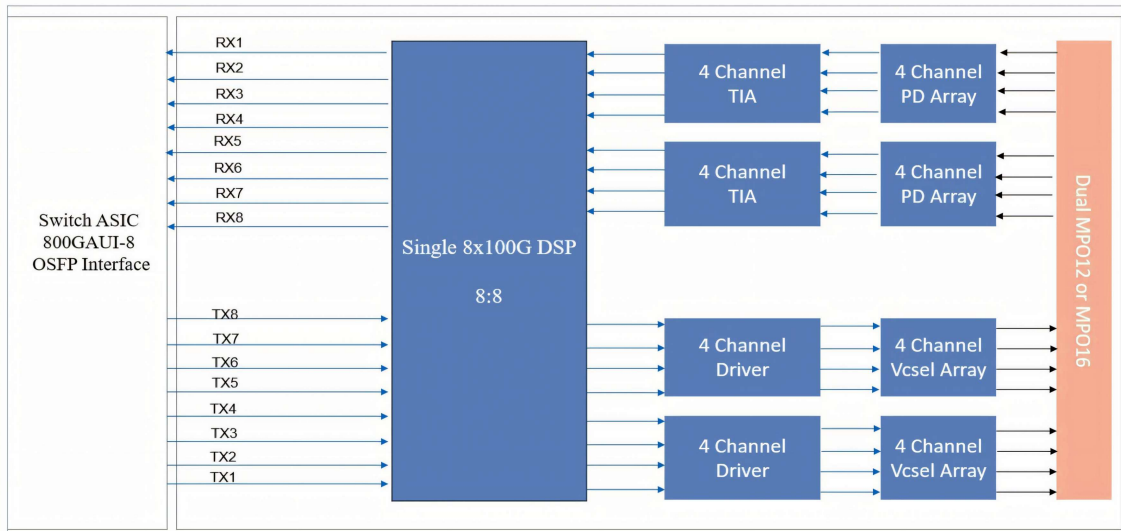 RX1
RX2
RX3
RX4
RX5
RX6
RX7
RX8
Switch ASIC
800GAUI-8
OSFP Interface
TX8
TX7
TX6
TX5
TX4
TX3
TX2
TX1
Single 8x100G DSP
8:8
4 Channel
TIA
4 Channel
PD Array
4 Channel
TIA
4 Channel
PD Array
4 Channel
Driver
4 Channel
Vcsel Array
4 Channel
Driver
4 Channel
Vcsel Array
Dual MPO12 or MPO16